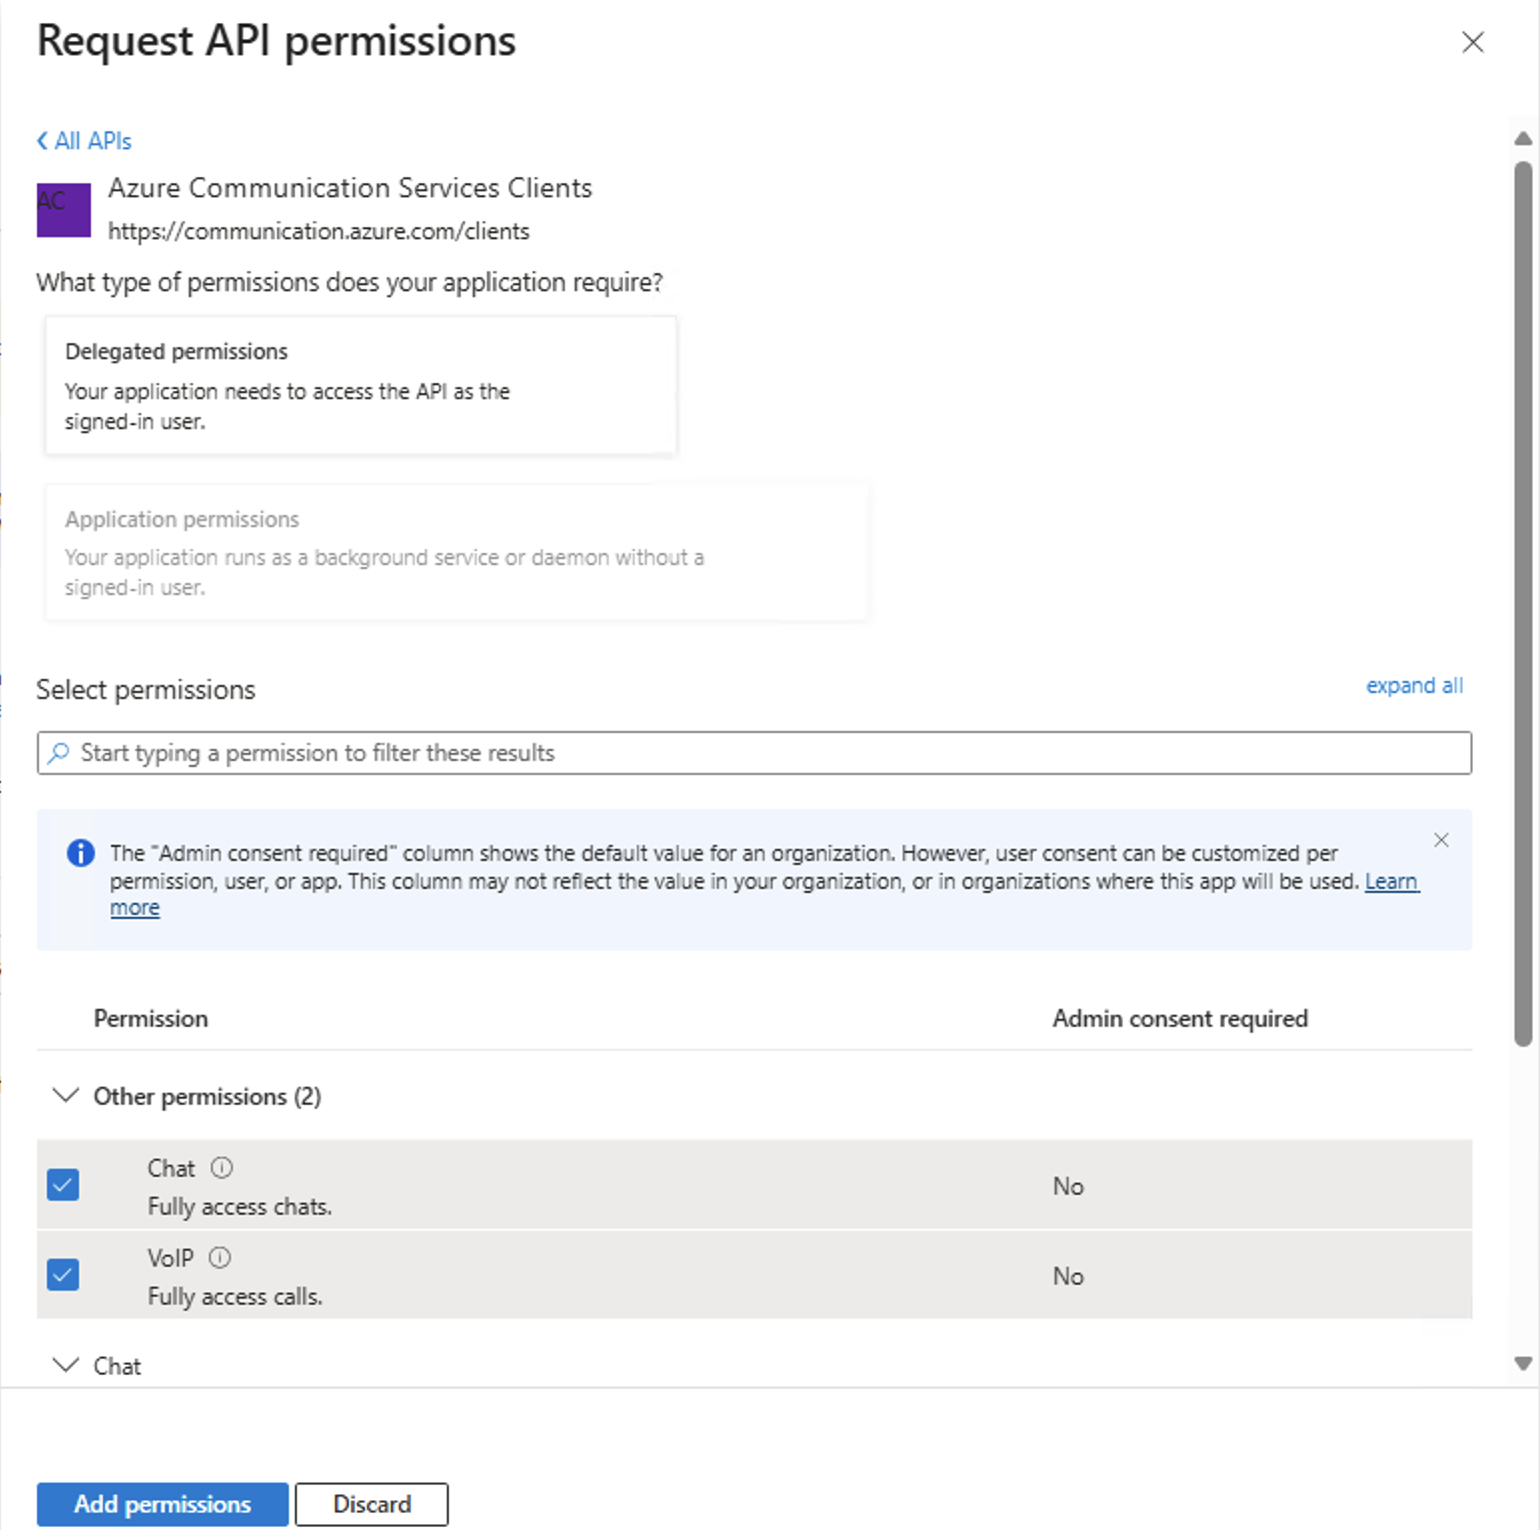 Request API permissions
All APIs
AC
Azure Communication Services Clients
https://communication.azure.com/clients
What type of permissions does your application require?
Delegated permissions
Your application needs to access the API as the
signed-in user.
Application permissions
Your application runs as a background service or daemon without a
signed-in user.
Select permissions
expand all
Start typing a permission to filter these results
The "Admin consent required" column shows the default value for an organization. However, user consent can be customized per
permission, user, or app. This column may not reflect the value in your organization, or in organizations where this app will be used. Learn
more
Permission
Admin consent required
Other permissions (2)
Chat
Fully access chats.
No
VoIP
Fully access calls.
No
Chat
Add permissions
Discard